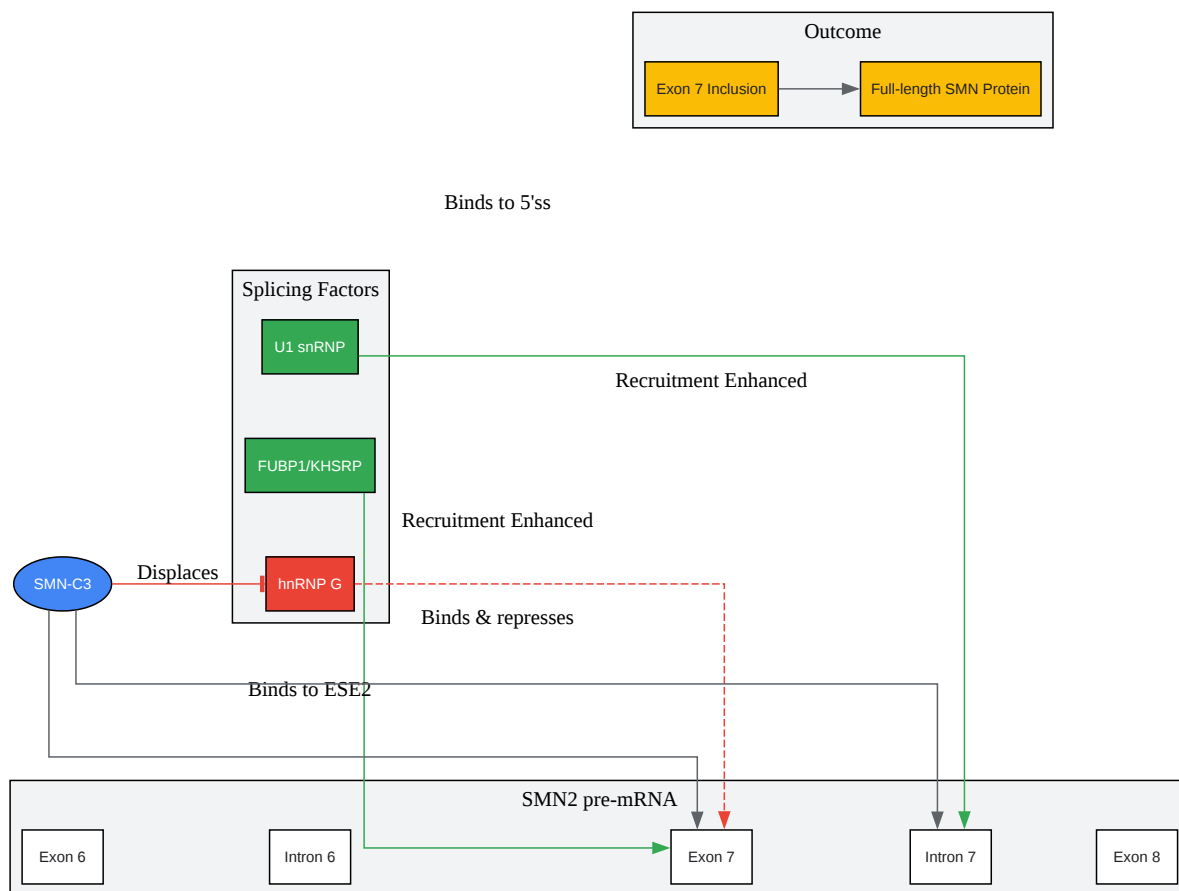 Outcome
Exon 7 Inclusion
Full-length SMN Protein
Binds to 5'ss
Splicing Factors
U1 snRNP
Recruitment Enhanced
FUBP1/KHSRP
Recruitment Enhanced
SMN-C3
Displaces
hnRNP G
Binds & represses
Binds to ESE2
SMN2 pre-mRNA
Exon 6
Intron 6
Exon 7
Intron 7
Exon 8